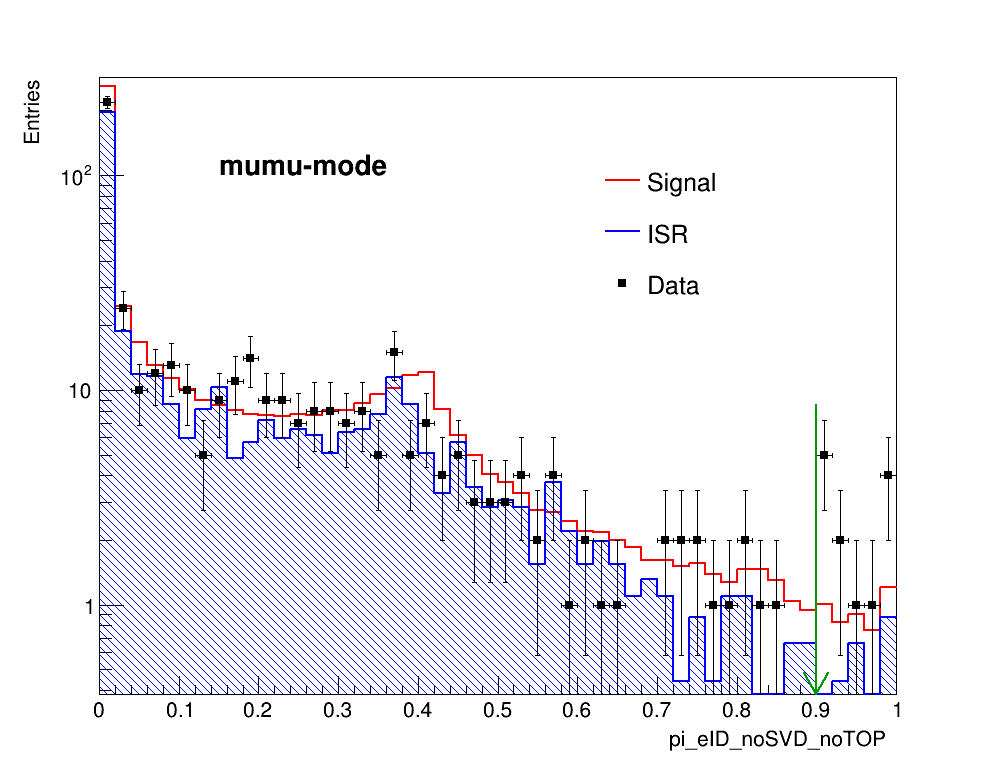 Entries
10²
10
1
mumu-mode
Signal
ISR
Data
0 0.1 0.2 0.3 0.4 0.5 0.6 0.7 0.8 0.9 1
pi_eID_noSVD_noTOP